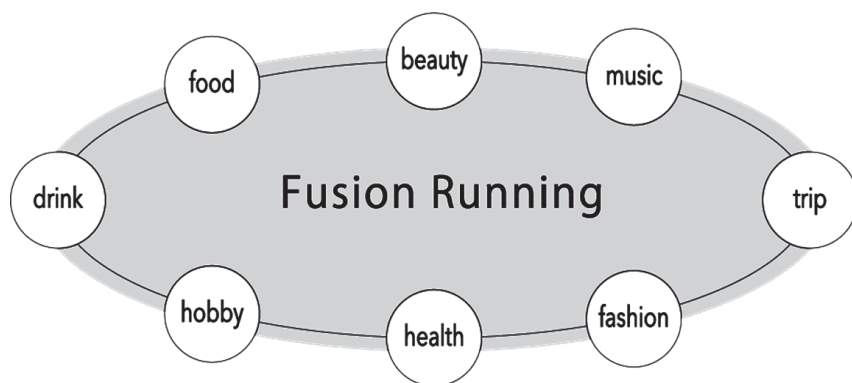 beauty
food
music
Fusion Running
drink
trip
hobby
health
fashion